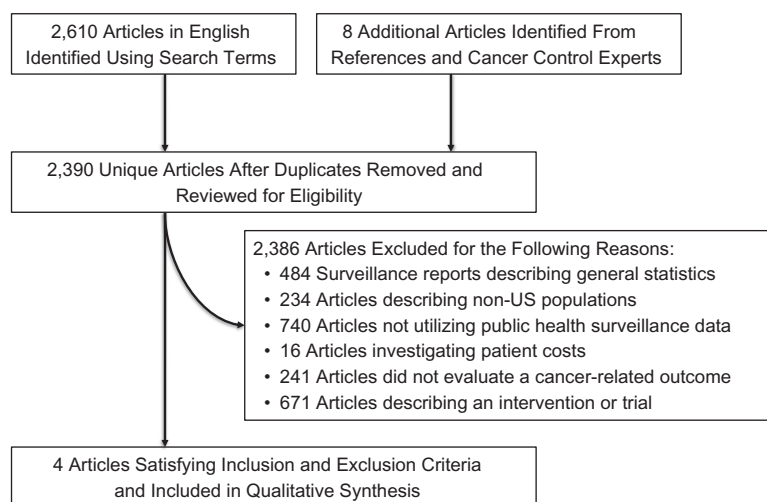 2,610 Articles in English
Identified Using Search Terms
8 Additional Articles Identified From
References and Cancer Control Experts
2,390 Unique Articles After Duplicates Removed and
Reviewed for Eligibility
2,386 Articles Excluded for the Following Reasons:
• 484 Surveillance reports describing general statistics
• 234 Articles describing non-US populations
• 740 Articles not utilizing public health surveillance data
• 16 Articles investigating patient costs
• 241 Articles did not evaluate a cancer-related outcome
• 671 Articles describing an intervention or trial
4 Articles Satisfying Inclusion and Exclusion Criteria
and Included in Qualitative Synthesis